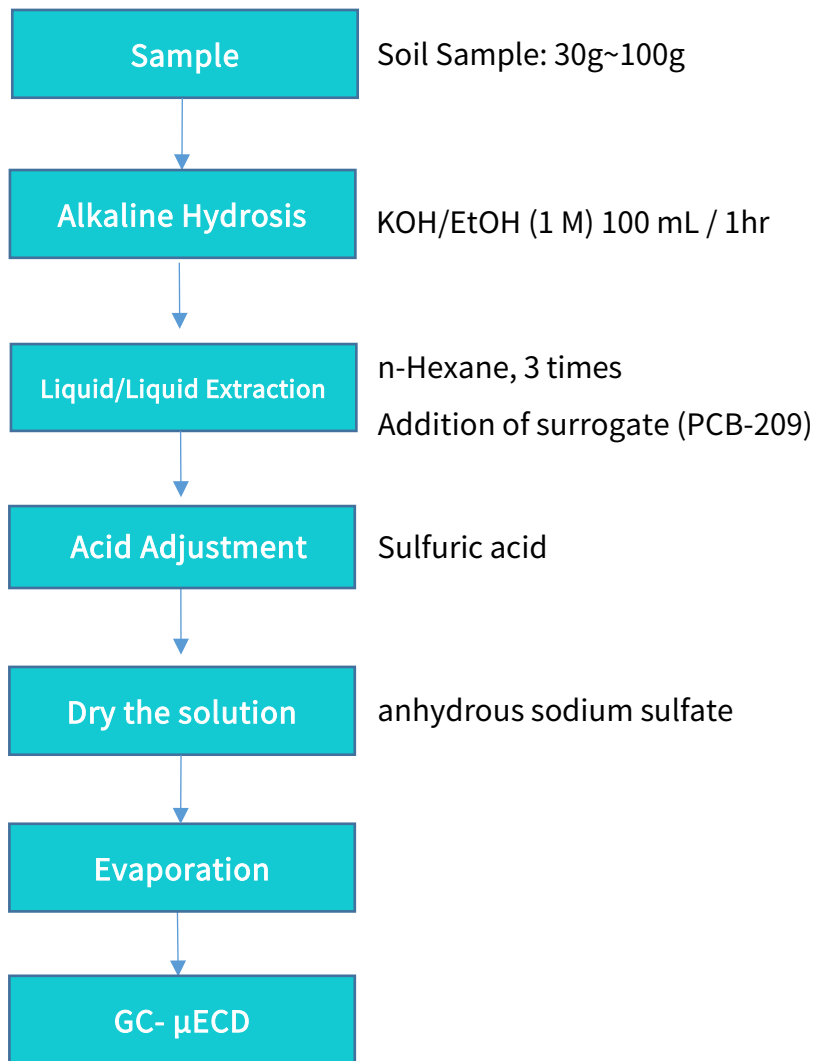 Sample
Soil Sample: 30g~100g
Alkaline Hydrosis
KOH/EtOH (1 M) 100 mL / 1hr
Liquid/Liquid Extraction
n-Hexane, 3 times
Addition of surrogate (PCB-209)
Acid Adjustment
Sulfuric acid
Dry the solution
anhydrous sodium sulfate
Evaporation
GC- μECD